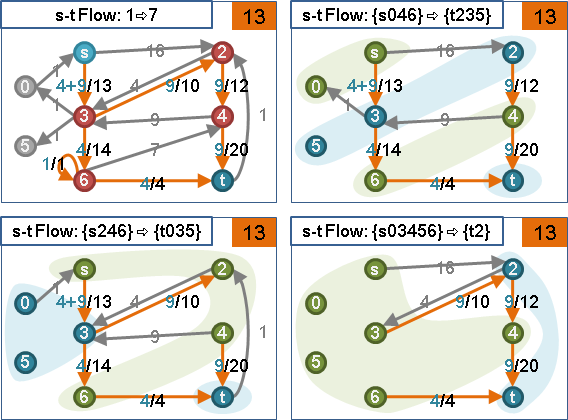 s-t Flow: 1⇨7 13
s 16 2
0 1 4+9/13 4 9/10 9/12
3 9 4 1
5 1 4/14 7 9/20
1/1
6 4/4 t
s-t Flow: {s046} ⇨ {t235} 13
s 16 2
0 4+9/13 9/12
1 3 9 4
5 4/14 9/20
6 4/4 t
s-t Flow: {s246} ⇨ {t035} 13
s 2
0 1 4+9/13 4 9/10
3 9 4 1
5 4/14 9/20
6 4/4 t
s-t Flow: {s03456} ⇨ {t2} 13
s 16 2
0 4 9/10 9/12
3 4
5 9/20
6 4/4 t